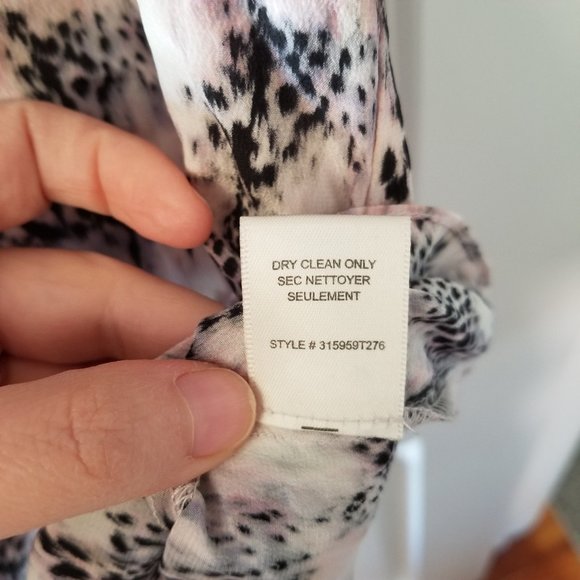 DRY CLEAN ONLY
SEC NETTOYER
SEULEMENT
STYLE # 315959T276